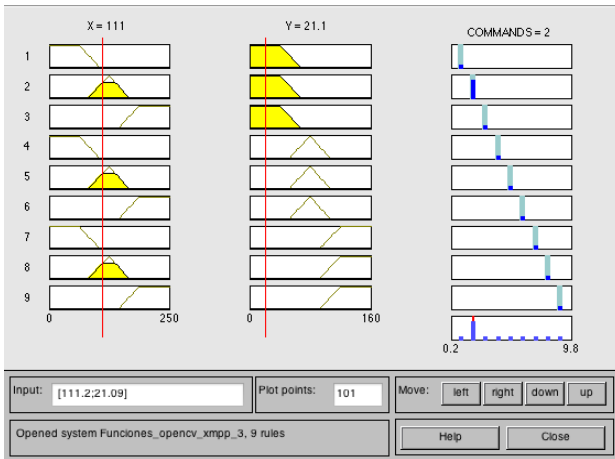 X = 111
Y = 21.1
COMMANDS = 2
1
2
3
4
5
6
7
8
9
0 250
0 160
0.2 9.8
Input: [111.2;21.09]
Plot points: 101
Move: left right down up
Opened system Funciones_opencv_xmpp_3, 9 rules
Help Close